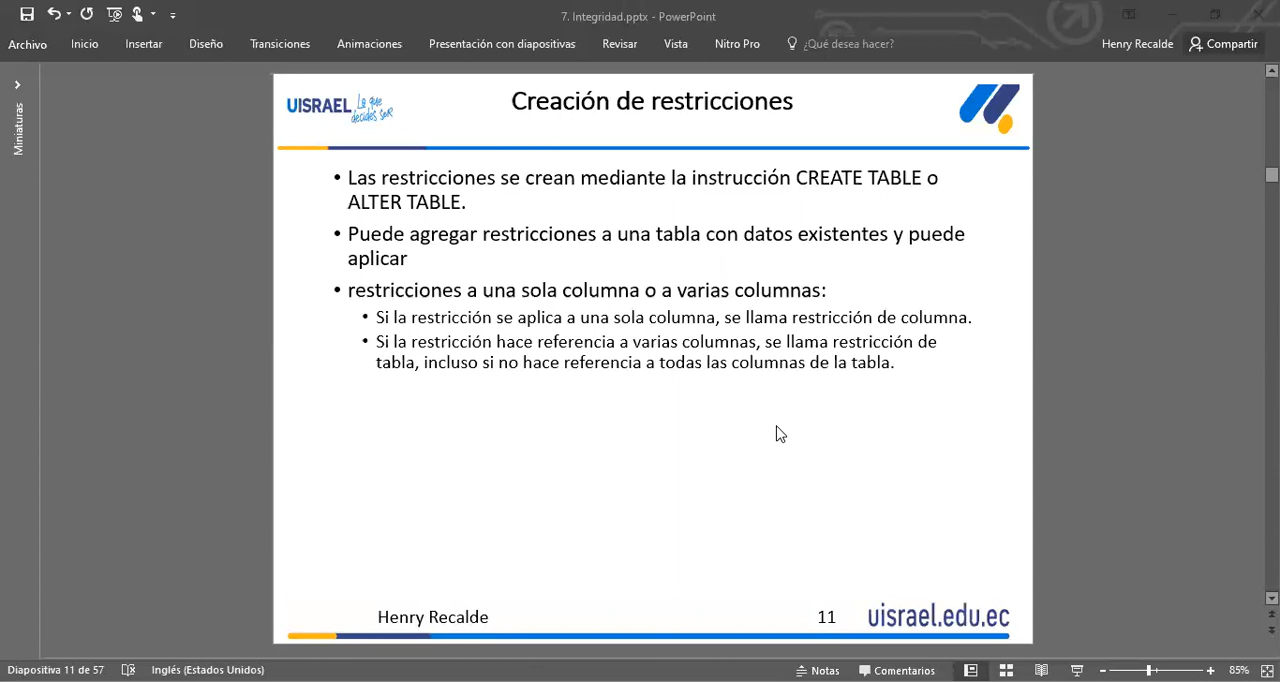 7. Integridad.pptx - PowerPoint
Archivo Inicio Insertar Diseño Transiciones Animaciones Presentación con diapositivas Revisar Vista Nitro Pro ¿Qué desea hacer? Henry Recalde Compartir
Miniaturas
UISRAEL La que
decides ser
Creación de restricciones
• Las restricciones se crean mediante la instrucción CREATE TABLE o
ALTER TABLE.
• Puede agregar restricciones a una tabla con datos existentes y puede
aplicar
• restricciones a una sola columna o a varias columnas:
• Si la restricción se aplica a una sola columna, se llama restricción de columna.
• Si la restricción hace referencia a varias columnas, se llama restricción de
tabla, incluso si no hace referencia a todas las columnas de la tabla.
Henry Recalde 11 uisrael.edu.ec
Diapositiva 11 de 57 Inglés (Estados Unidos) Notas Comentarios 85%